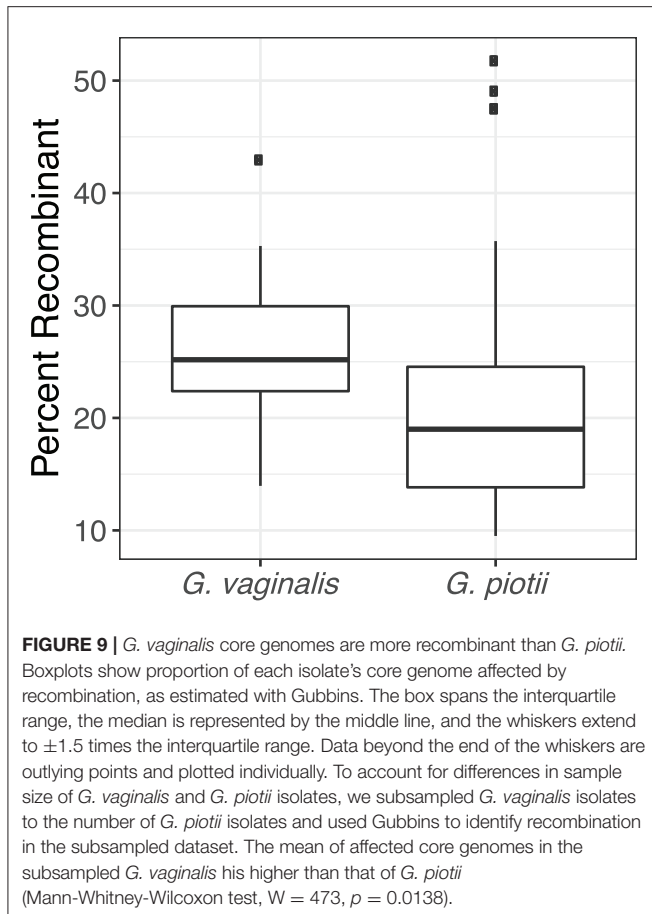 Percent Recombinant
50
40
30
20
10
G. vaginalis G. piotii
FIGURE 9 | G. vaginalis core genomes are more recombinant than G. piotii.
Boxplots show proportion of each isolate's core genome affected by
recombination, as estimated with Gubbins. The box spans the interquartile
range, the median is represented by the middle line, and the whiskers extend
to ±1.5 times the interquartile range. Data beyond the end of the whiskers are
outlying points and plotted individually. To account for differences in sample
size of G. vaginalis and G. piotii isolates, we subsampled G. vaginalis isolates
to the number of G. piotii isolates and used Gubbins to identify recombination
in the subsampled dataset. The mean of affected core genomes in the
subsampled G. vaginalis his higher than that of G. piotii
(Mann-Whitney-Wilcoxon test, W = 473, p = 0.0138).